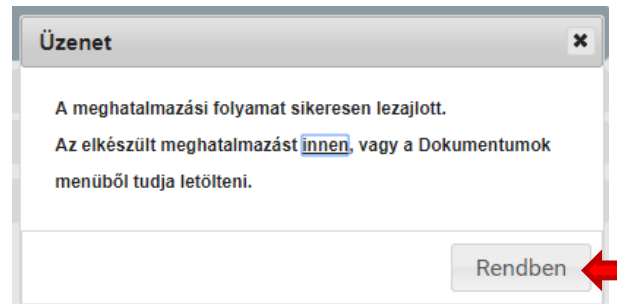 Üzenet
A meghatalmazási folyamat sikeresen lezajlott.
Az elkészült meghatalmazást innen, vagy a Dokumentumok
menüből tudja letölteni.
Rendben